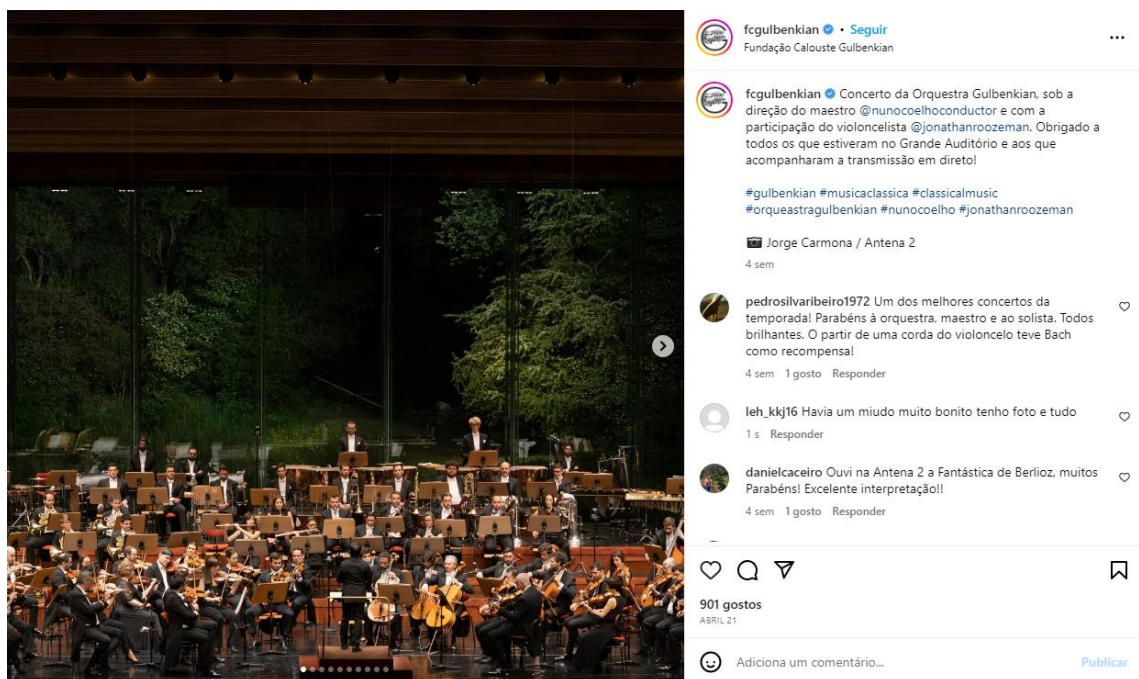 fcgulbenkian • Seguir
Fundação Calouste Gulbenkian
fcgulbenkian Concerto da Orquestra Gulbenkian, sob a
direção do maestro @nunocoelhoconductor e com a
participação do violoncelista @jonathanroozeman. Obrigado a
todos os que estiveram no Grande Auditório e aos que
acompanharam a transmissão em direto!
#gulbenkian #musicaclassica #classicalmusic
#orqueastragulbenkian #nunocoelho #jonathanroozeman
Jorge Carmona / Antena 2
4 sem
pedrosilvaribeiro1972 Um dos melhores concertos da
temporada! Parabéns à orquestra, maestro e ao solista. Todos
brilhantes. O partir de uma corda do violoncelo teve Bach
como recompensa!
4 sem 1 gosto Responder
leh_kkj16 Havia um miudo muito bonito tenho foto e tudo
1 s Responder
danielcaceiro Ouvi na Antena 2 a Fantástica de Berlioz, muitos
Parabéns! Excelente interpretação!!
4 sem 1 gosto Responder
901 gostos
ABRIL 21
Adiciona um comentário...
Publicar